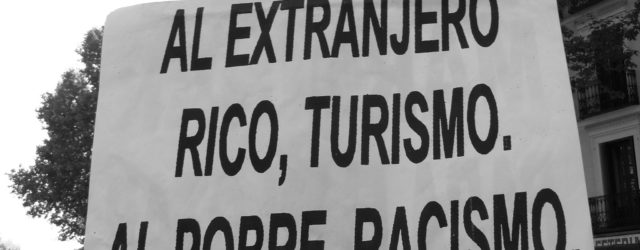 AL EXTRANJERO
RICO, TURISMO.
AL POBRE, RACISMO.